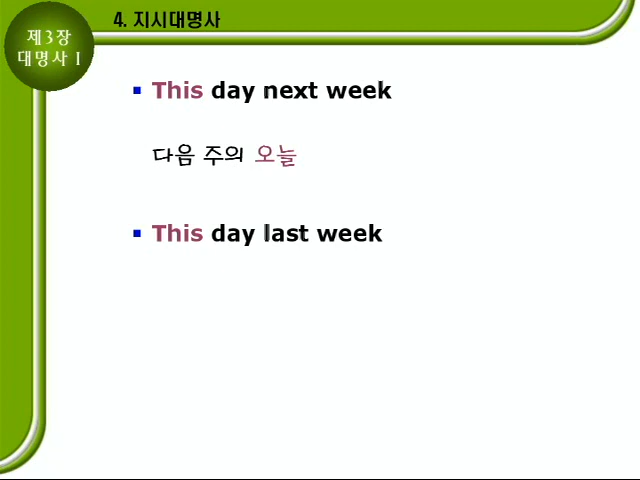 4. 지시대명사
제3장
대명사 I
This day next week
다음 주의 오늘
This day last week